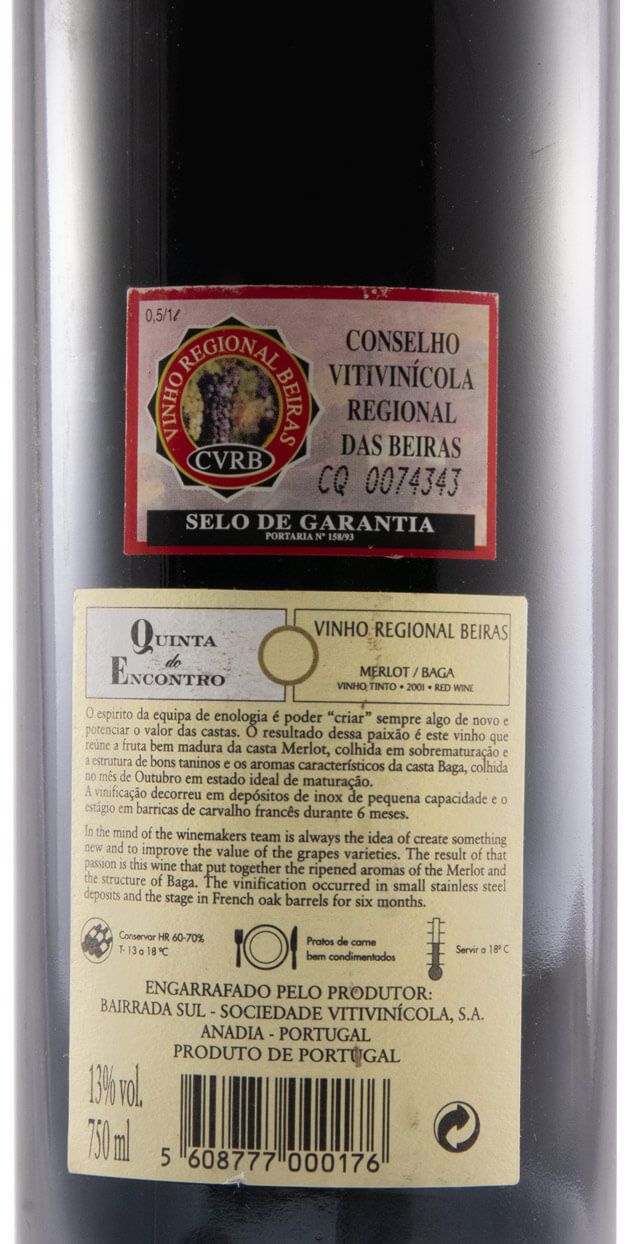 0,5/1ℓ
VINHO REGIONAL BEIRAS
CVRB
CONSELHO
VITIVINÍCOLA
REGIONAL
DAS BEIRAS
CQ 0074343
SELO DE GARANTIA
PORTARIA Nº 158/93
QUINTA
do
ENCONTRO
VINHO REGIONAL BEIRAS
MERLOT / BAGA
VINHO TINTO • 2001 • RED WINE
O espirito da equipa de enologia é poder “criar” sempre algo de novo e
potenciar o valor das castas. O resultado dessa paixão é este vinho que
reúne a fruta bem madura da casta Merlot, colhida em sobrematuração e
a estrutura de bons taninos e os aromas característicos da casta Baga, colhida
no mês de Outubro em estado ideal de maturação.
A vinificação decorreu em depósitos de inox de pequena capacidade e o
estágio em barricas de carvalho francês durante 6 meses.
In the mind of the winemakers team is always the idea of create something
new and to improve the value of the grapes varieties. The result of that
passion is this wine that put together the ripened aromas of the Merlot and
the structure of Baga. The vinification occurred in small stainless steel
deposits and the stage in French oak barrels for six months.
Conservar HR 60-70%
T- 13 a 18 ºC
Pratos de carne
bem condimentados
Servir a 18º C
ENGARRAFADO PELO PRODUTOR:
BAIRRADA SUL - SOCIEDADE VITIVINÍCOLA, S.A.
ANADIA - PORTUGAL
PRODUTO DE PORTUGAL
13% vol.
750 ml
5 608777 000176